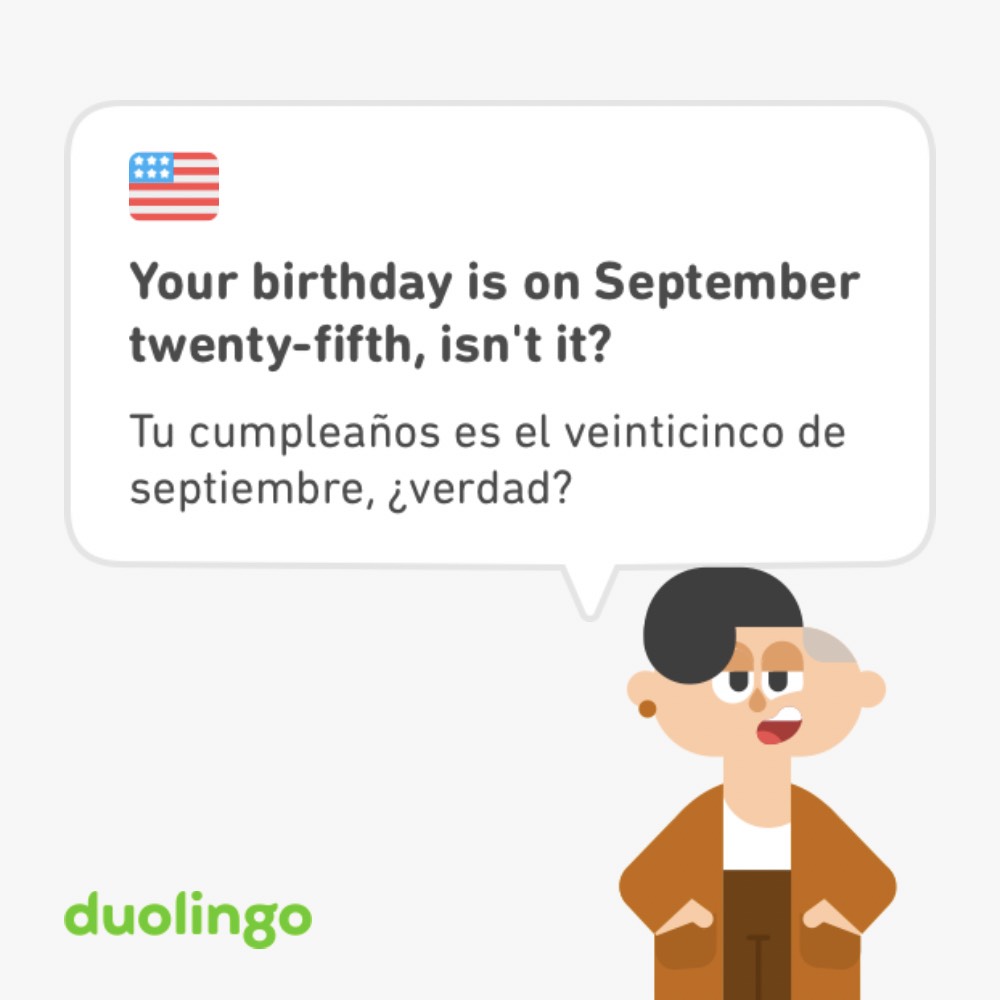 Your birthday is on September
twenty-fifth, isn't it?
Tu cumpleaños es el veinticinco de
septiembre, ¿verdad?
duolingo